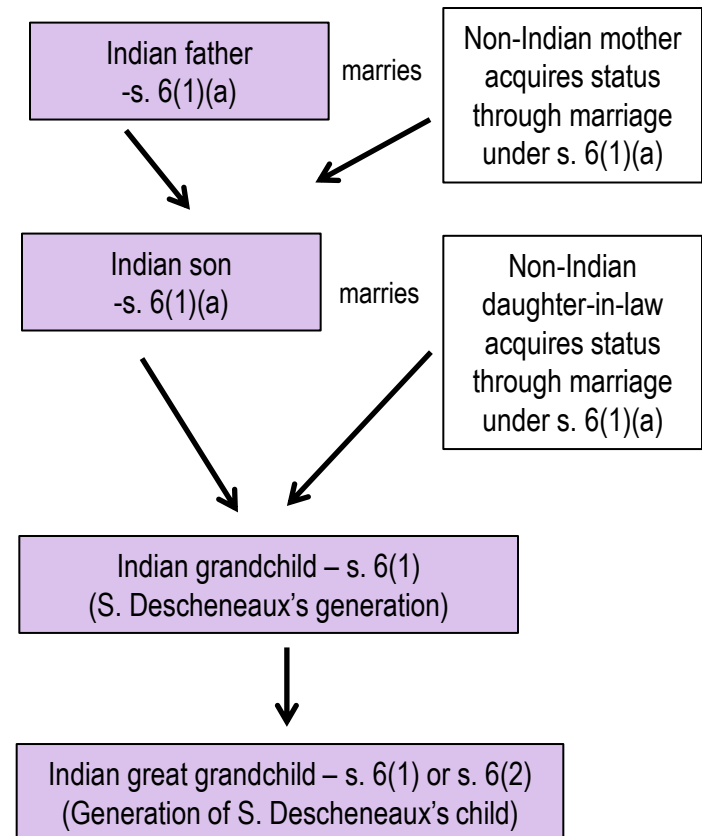 Indian father
-s. 6(1)(a)
marries
Non-Indian mother
acquires status
through marriage
under s. 6(1)(a)
Indian son
-s. 6(1)(a)
marries
Non-Indian
daughter-in-law
acquires status
through marriage
under s. 6(1)(a)
Indian grandchild – s. 6(1)
(S. Descheneaux’s generation)
Indian great grandchild – s. 6(1) or s. 6(2)
(Generation of S. Descheneaux’s child)